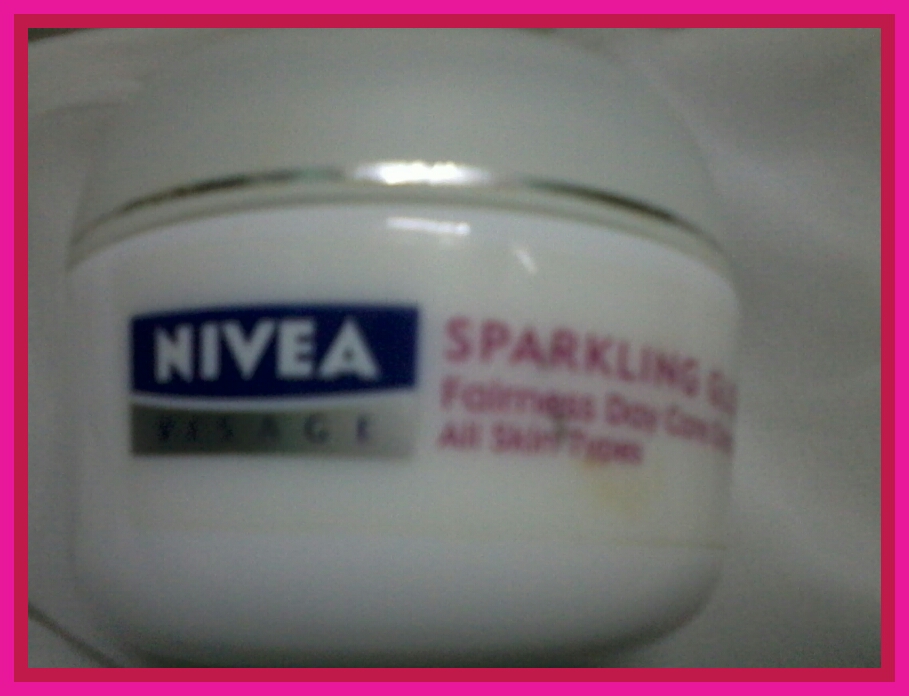 NIVEA
VISAGE
SPARKLING
Fairness Day Care
All Skin Types